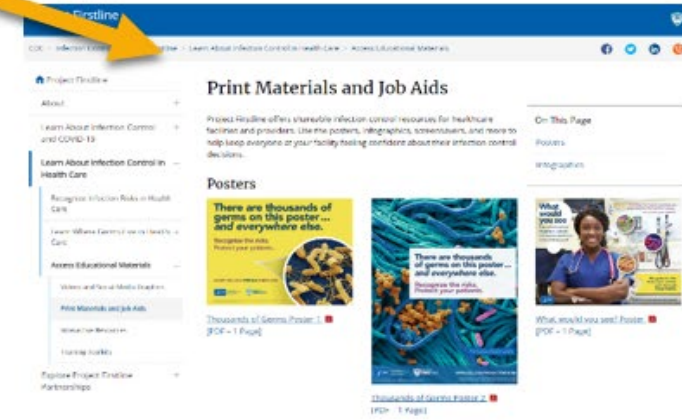 Firstline
Learn About Infection Control in Health Care > Access Educational Materials
Project Firstline
About
Learn About Infection Control
and COVID-19
Learn About Infection Control in
Health Care
Recognize Infection Risks in Health
Care
Learn Where Germs Live in Health
Care
Access Educational Materials
Videos and Social Media Graphics
Print Materials and Job Aids
Interactive Resources
Training Toolkits
Explore Project Firstline
Partnerships
Print Materials and Job Aids
Project Firstline offers shareable infection control resources for healthcare
facilities and providers. Use the posters, infographics, screensavers, and more to
help keep everyone at your facility feeling confident about their infection control
decisions.
On This Page
Posters
Infographics
Posters
There are thousands of
germs on this poster...
and everywhere else.
Recognize the risks.
Protect your patients.
Thousands of Germs Poster 1
[PDF – 1 Page]
There are thousands
of germs on this poster...
and everywhere else.
Recognize the risks.
Protect your patients.
Thousands of Germs Poster 2
[PDF – 1 Page]
What
would
you see?
What would you see? Poster
[PDF – 1 Page]